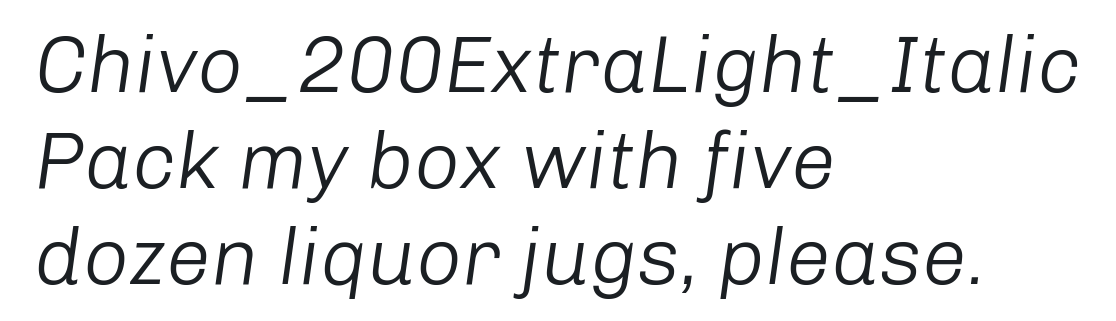 Chivo_200ExtraLight_Italic
Pack my box with five
dozen liquor jugs, please.